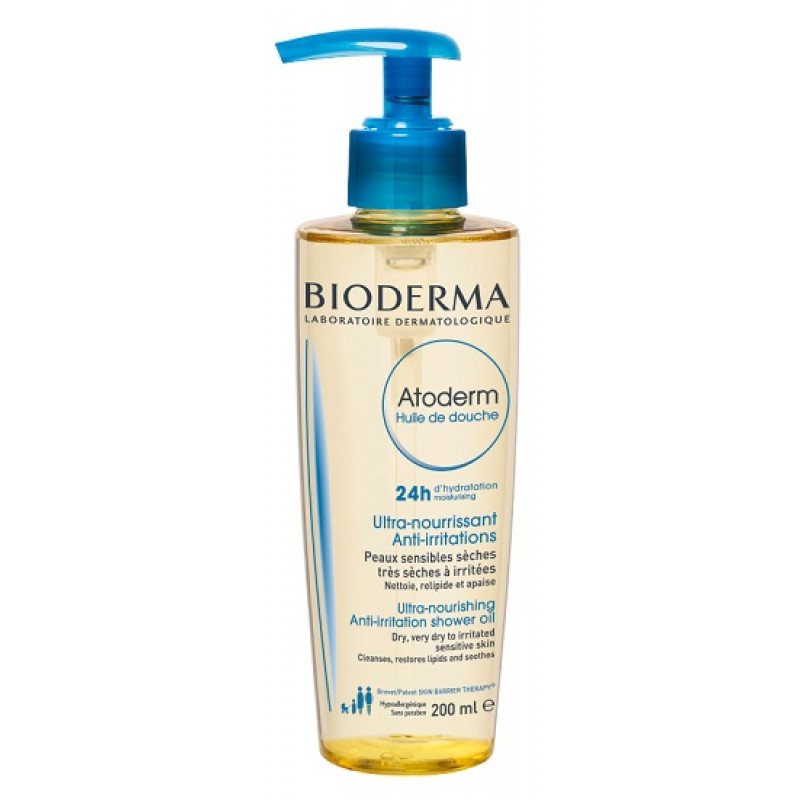 BIODERMA
LABORATOIRE DERMATOLOGIQUE
Atoderm
Huile de douche
24h d'hydratation
moisturising
Ultra-nourrissant
Anti-irritations
Peaux sensibles sèches
très sèches à irritées
Nettoie, relipide et apaise
Ultra-nourishing
Anti-irritation shower oil
Dry, very dry to irritated
sensitive skin
Cleanses, restores lipids and soothes
Brevet/Patent SKIN BARRIER THERAPY
Hypoallergénique
Sans paraben
200 ml ℮